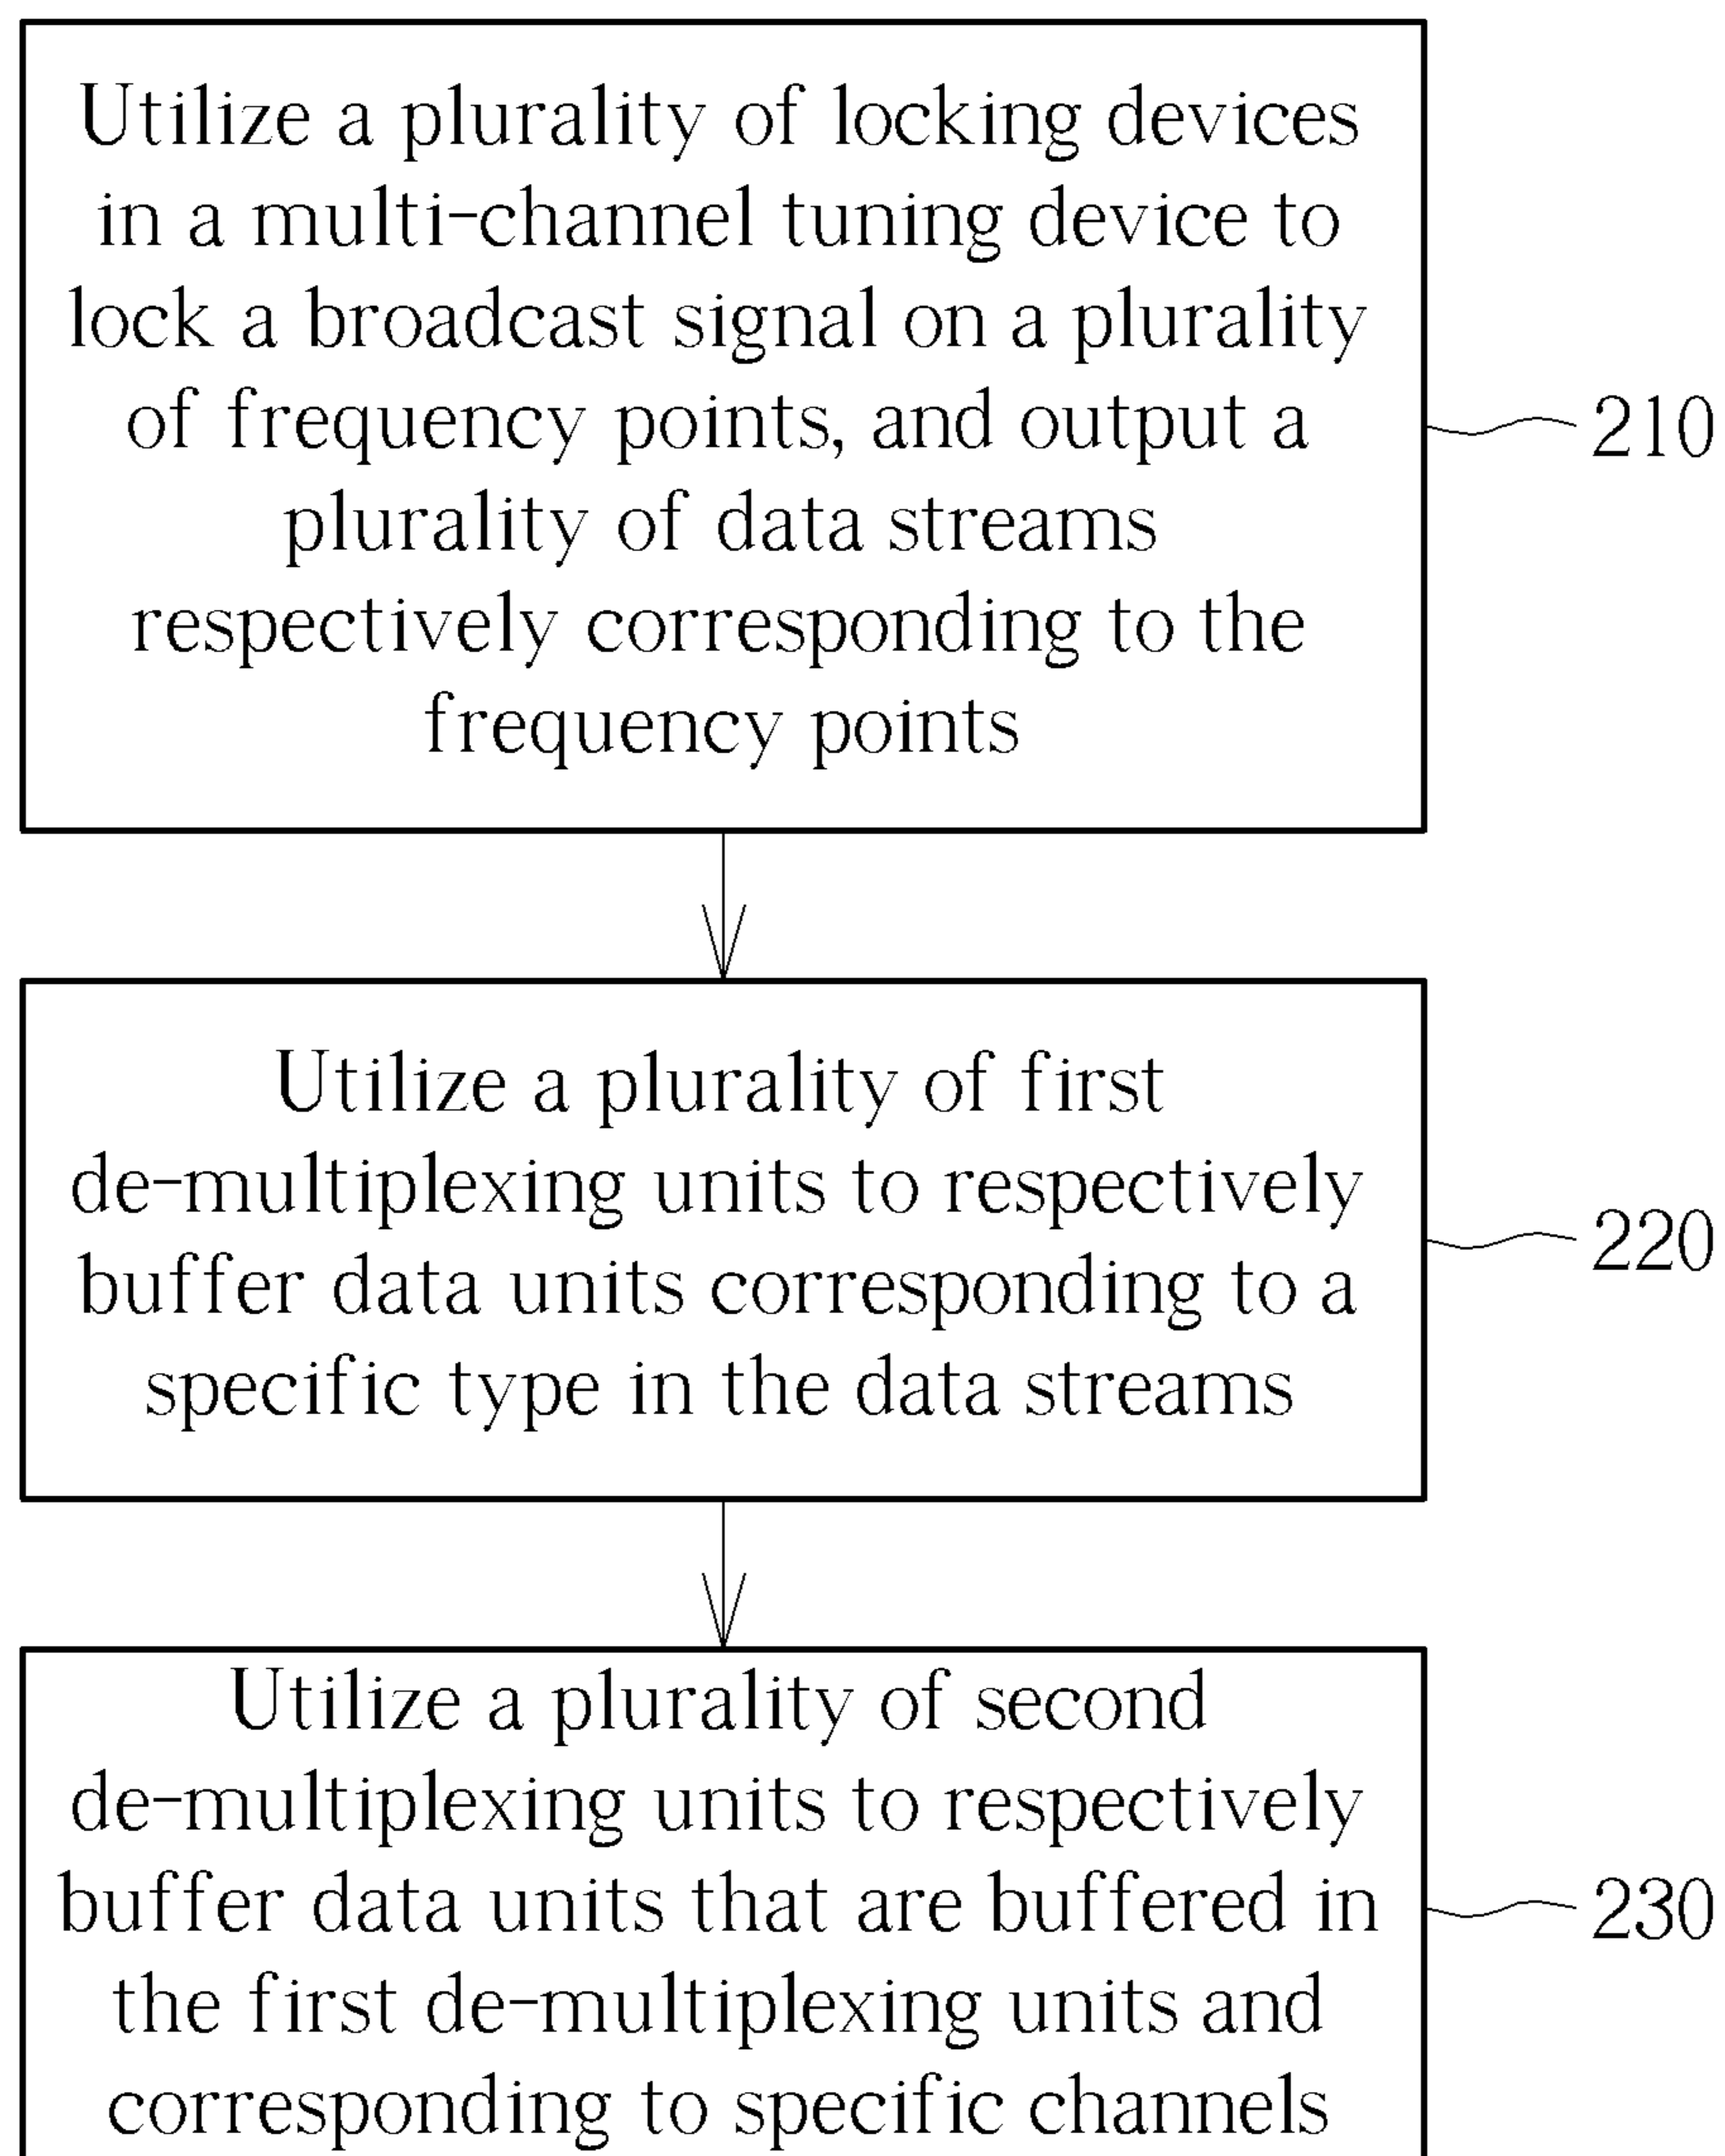 Utilize a plurality of locking devices
in a multi-channel tuning device to
lock a broadcast signal on a plurality
of frequency points, and output a
plurality of data streams
respectively corresponding to the
frequency points
210
Utilize a plurality of first
de-multiplexing units to respectively
buffer data units corresponding to a
specific type in the data streams
220
Utilize a plurality of second
de-multiplexing units to respectively
buffer data units that are buffered in
the first de-multiplexing units and
corresponding to specific channels
230